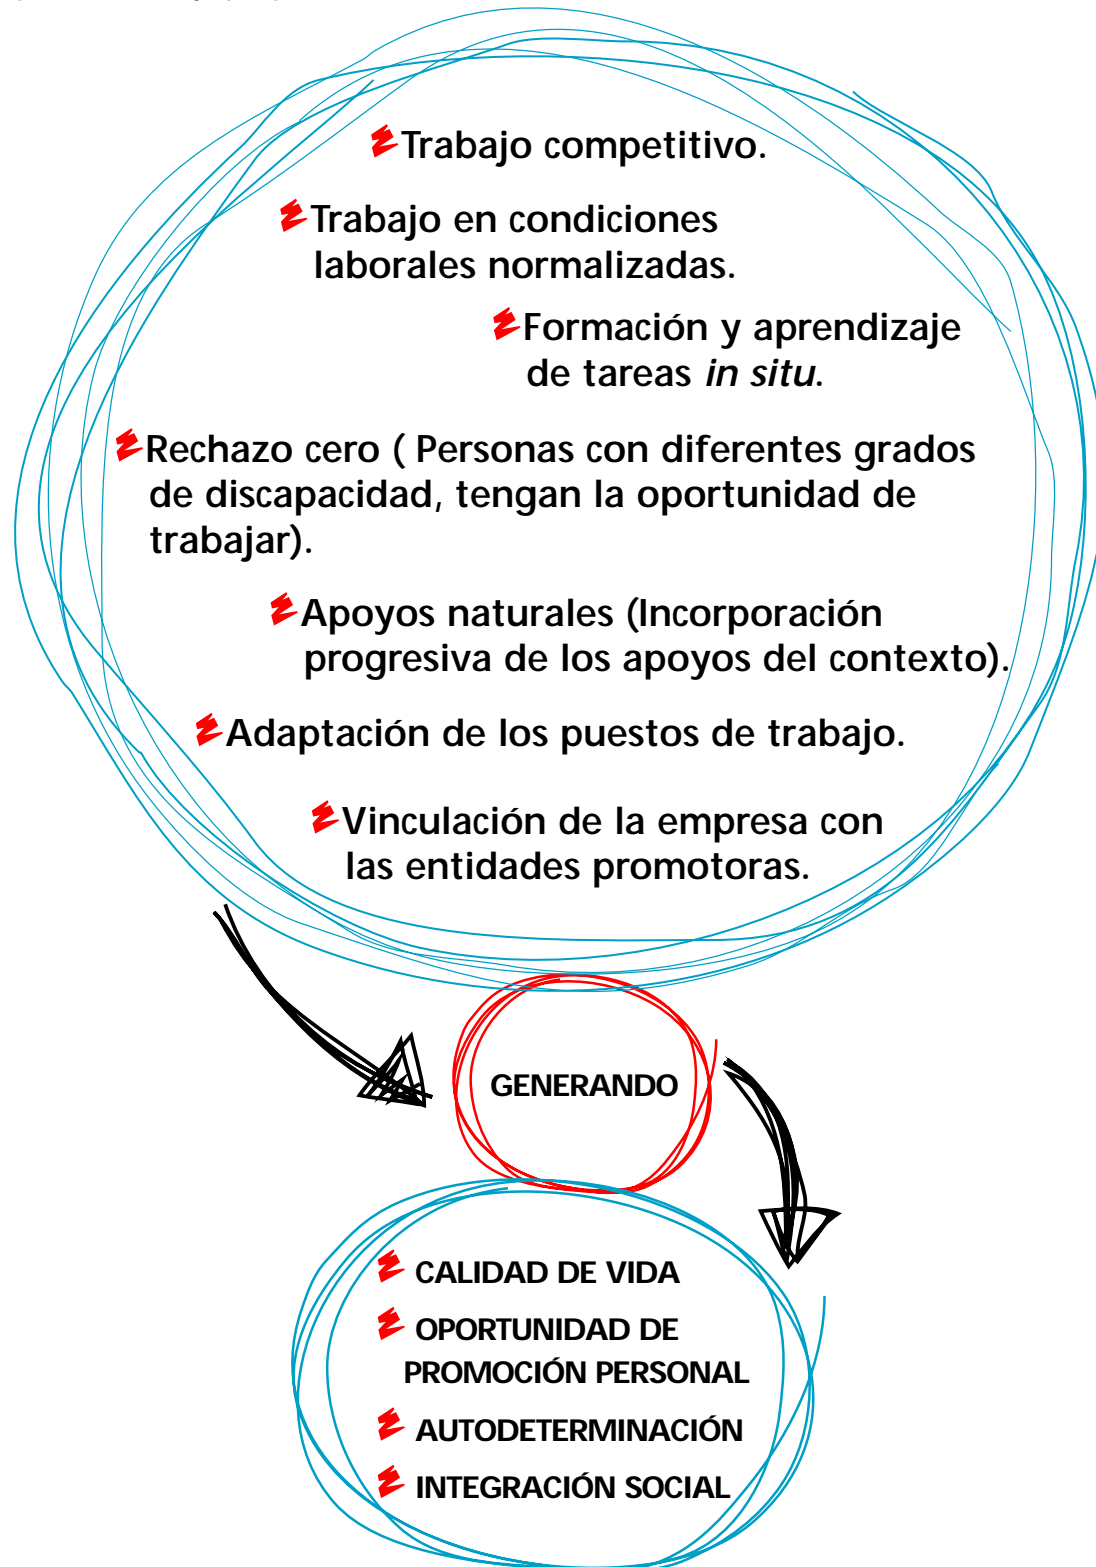 Trabajo competitivo.
Trabajo en condiciones
laborales normalizadas.
Formación y aprendizaje
de tareas in situ.
Rechazo cero ( Personas con diferentes grados
de discapacidad, tengan la oportunidad de
trabajar).
Apoyos naturales (Incorporación
progresiva de los apoyos del contexto).
Adaptación de los puestos de trabajo.
Vinculación de la empresa con
las entidades promotoras.
GENERANDO
CALIDAD DE VIDA
OPORTUNIDAD DE
PROMOCIÓN PERSONAL
AUTODETERMINACIÓN
INTEGRACIÓN SOCIAL